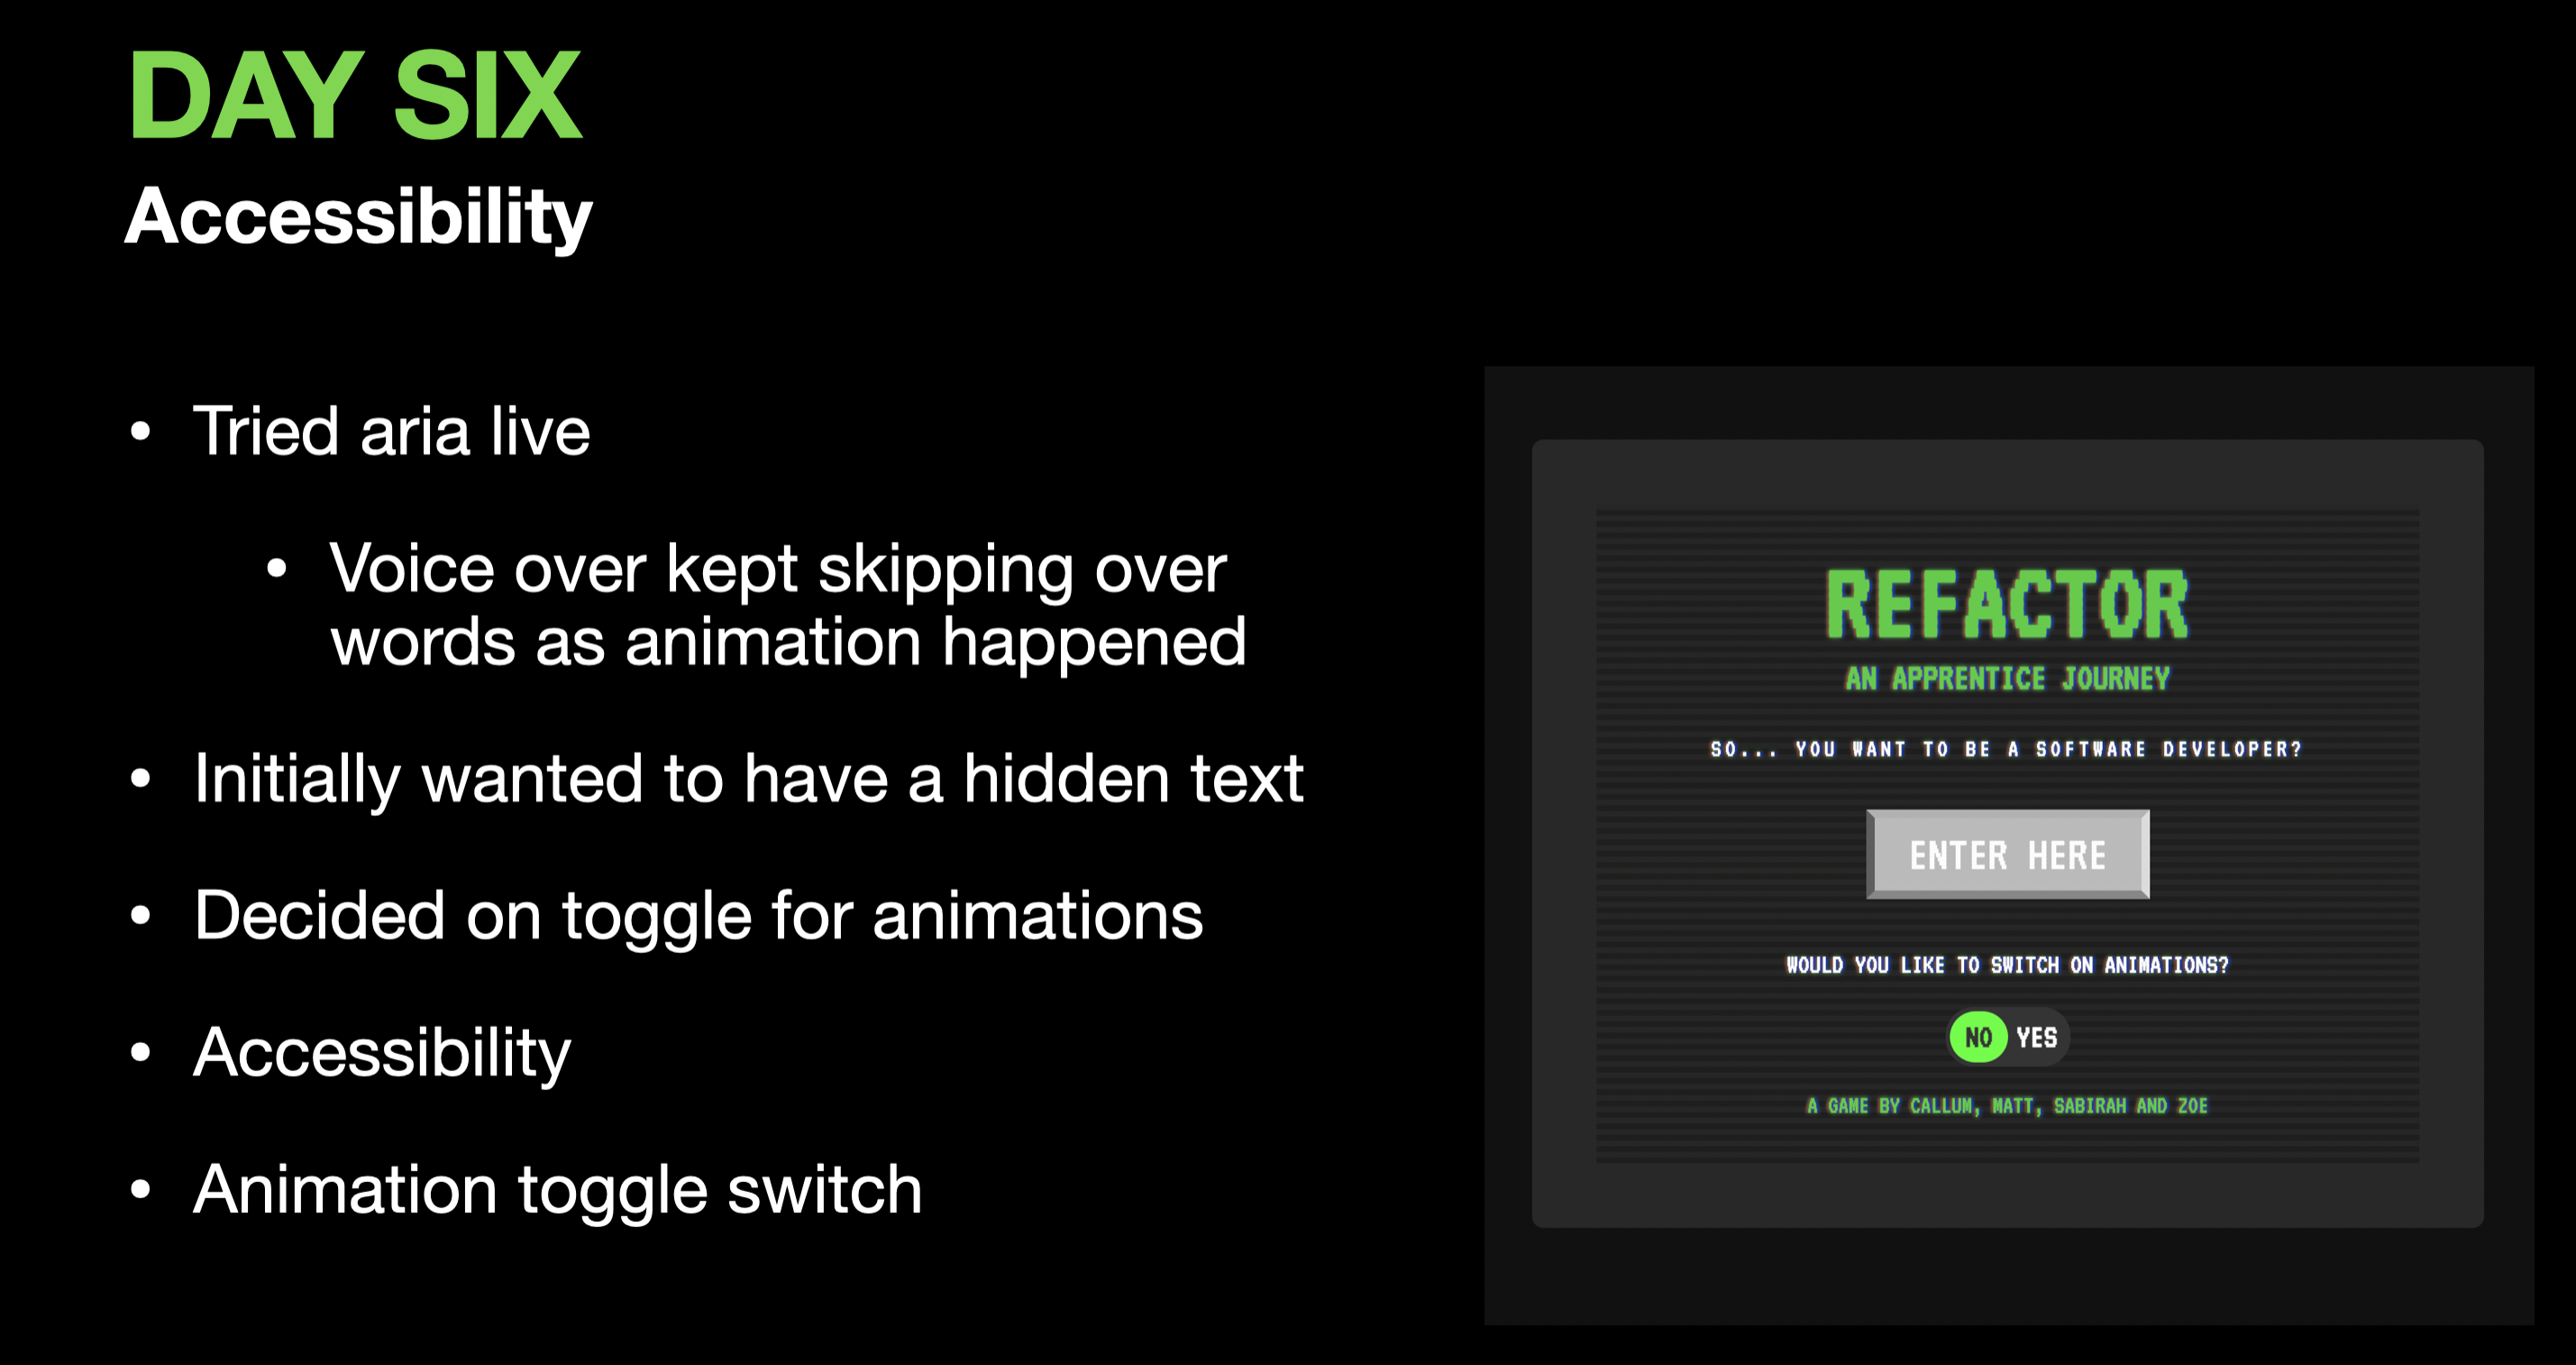 DAY SIX
Accessibility
• Tried aria live
• Voice over kept skipping over
words as animation happened
• Initially wanted to have a hidden text
• Decided on toggle for animations
• Accessibility
• Animation toggle switch
REFACTOR
AN APPRENTICE JOURNEY
SO... YOU WANT TO BE A SOFTWARE DEVELOPER?
ENTER HERE
WOULD YOU LIKE TO SWITCH ON ANIMATIONS?
NO YES
A GAME BY CALLUM, MATT, SABIRAH AND ZOE